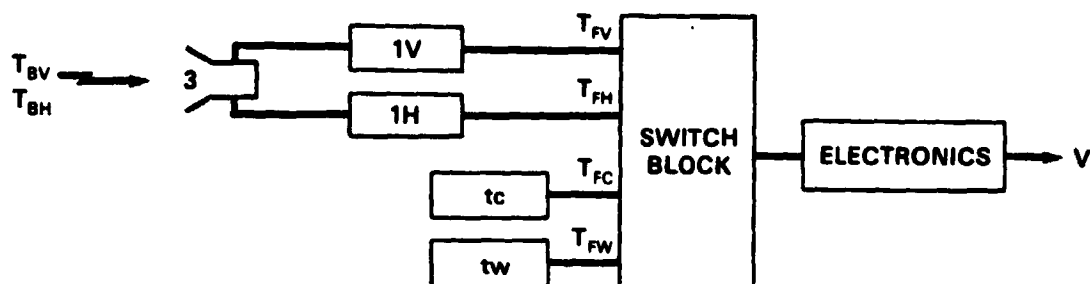 T_BV
T_BH
3
1V
1H
T_FV
T_FH
T_FC
T_FW
tc
tw
SWITCH
BLOCK
ELECTRONICS
V